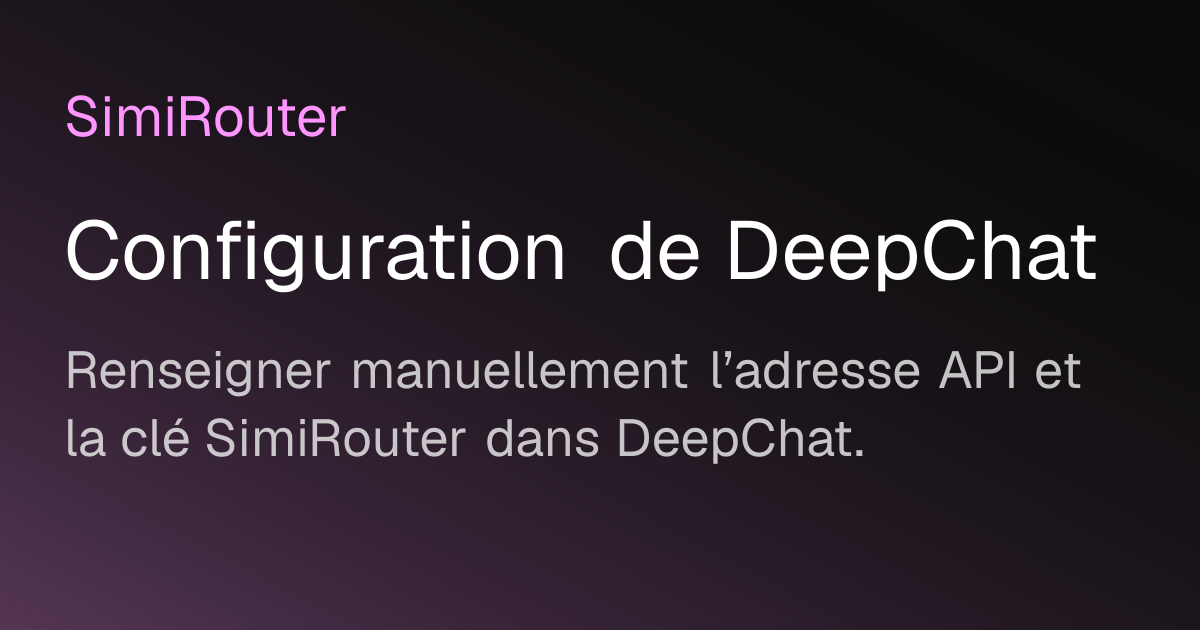 SimiRouter
Configuration de DeepChat
Renseigner manuellement l’adresse API et
la clé SimiRouter dans DeepChat.